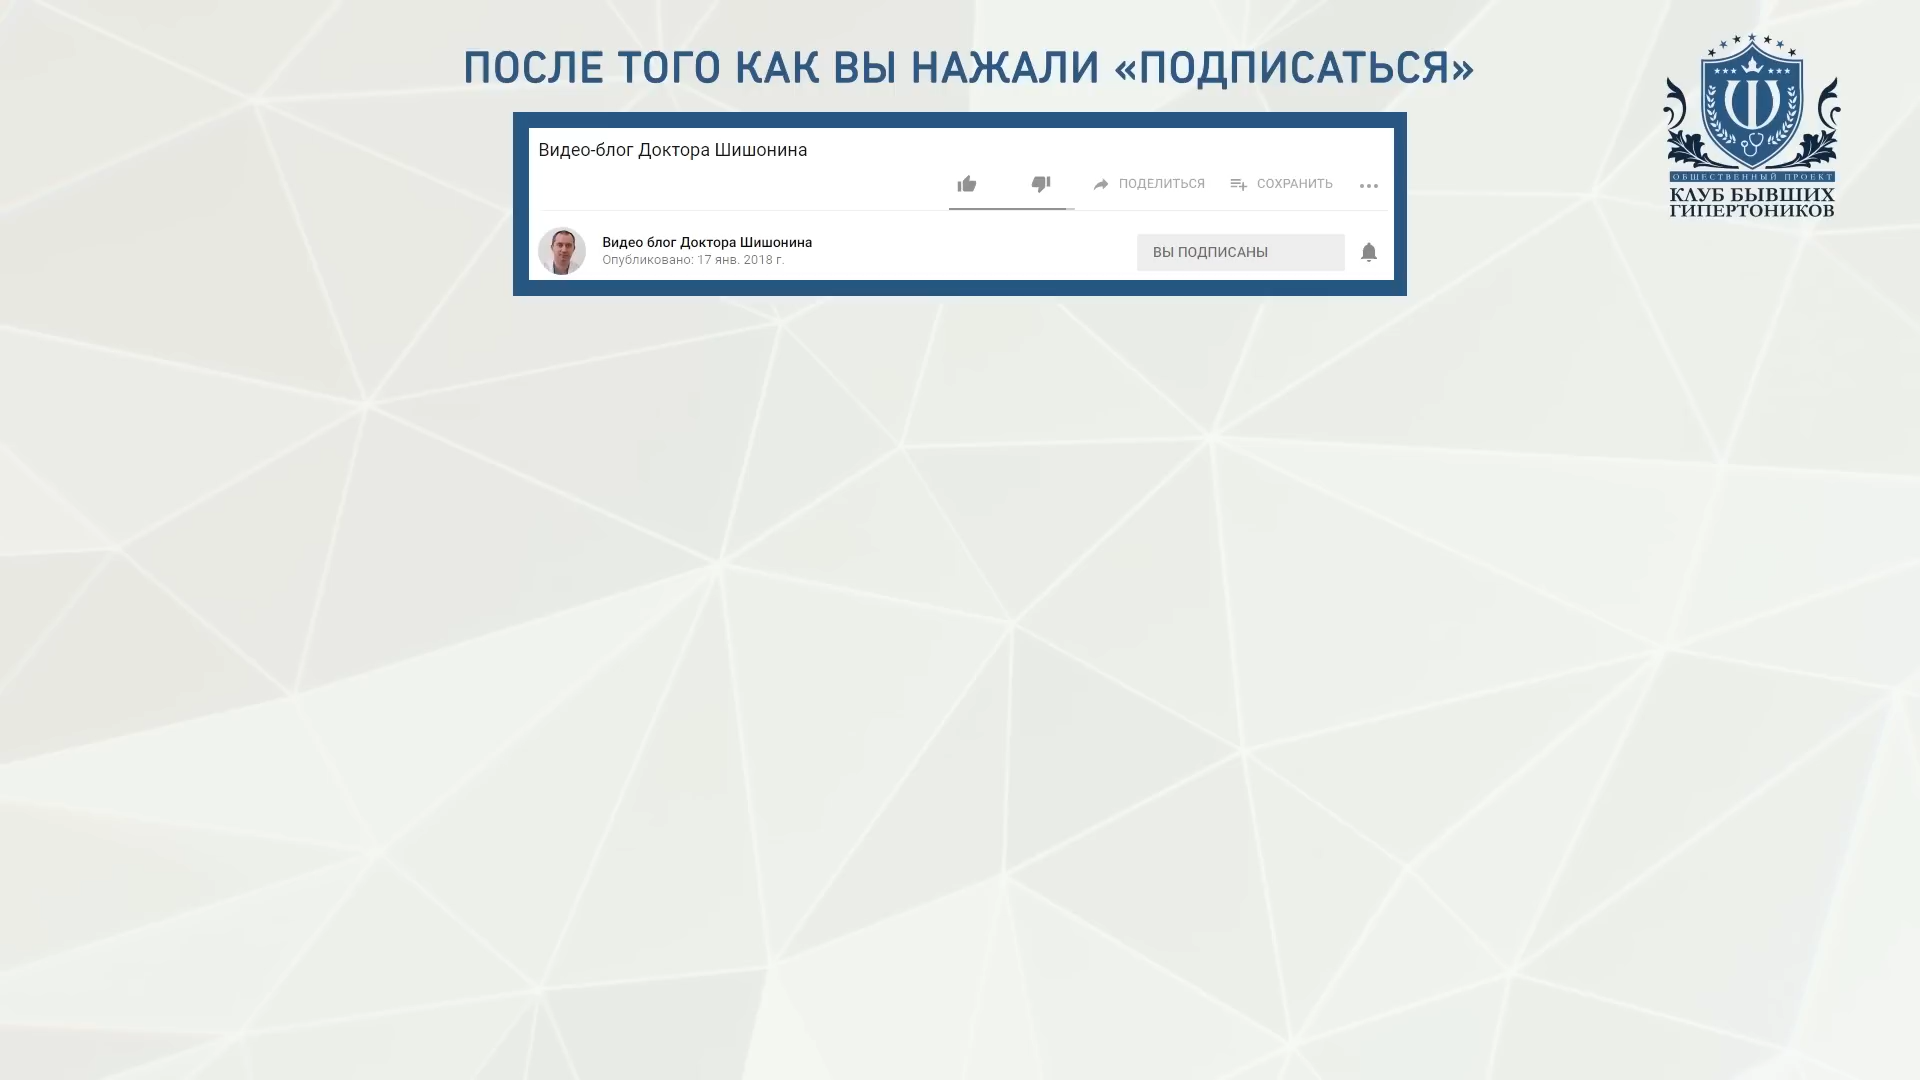 ПОСЛЕ ТОГО КАК ВЫ НАЖАЛИ «ПОДПИСАТЬСЯ»
Видео-блог Доктора Шишонина
ПОДЕЛИТЬСЯ СОХРАНИТЬ
Видео блог Доктора Шишонина
Опубликовано: 17 янв. 2018 г.
ВЫ ПОДПИСАНЫ
ОБЩЕСТВЕННЫЙ ПРОЕКТ
КЛУБ БЫВШИХ
ГИПЕРТОНИКОВ